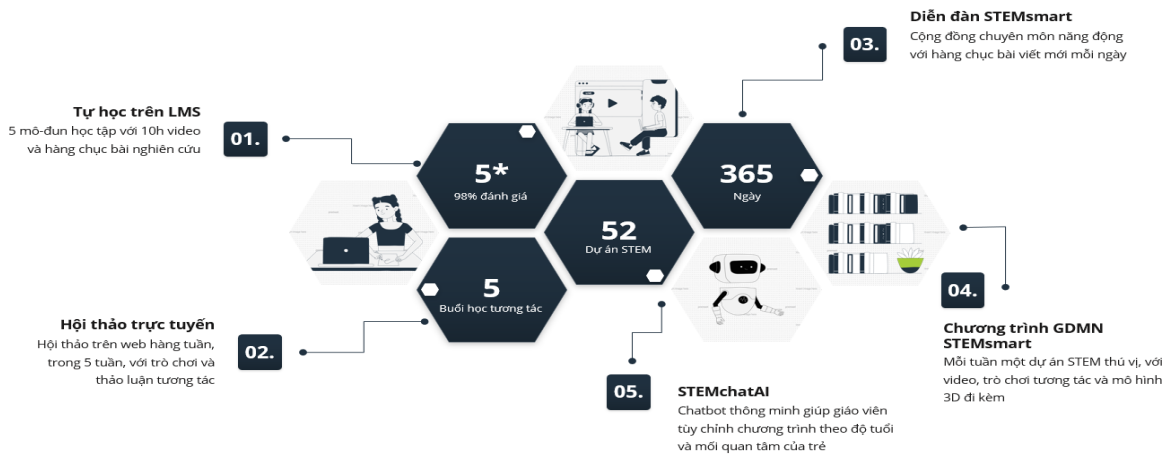 Tự học trên LMS
5 mô-đun học tập với 10h video
và hàng chục bài nghiên cứu
01.
Hội thảo trực tuyến
Hội thảo trên web hàng tuần,
trong 5 tuần, với trò chơi và
thảo luận tương tác
02.
5*
98% đánh giá
5
Buổi học tương tác
52
Dự án STEM
365
Ngày
03.
Diễn đàn STEMsmart
Cộng đồng chuyên môn năng động
với hàng chục bài viết mới mỗi ngày
04.
Chương trình GDMN
STEMsmart
Mỗi tuần một dự án STEM thú vị, với
video, trò chơi tương tác và mô hình
3D đi kèm
05.
STEMchatAI
Chatbot thông minh giúp giáo viên
tùy chỉnh chương trình theo độ tuổi
và mối quan tâm của trẻ